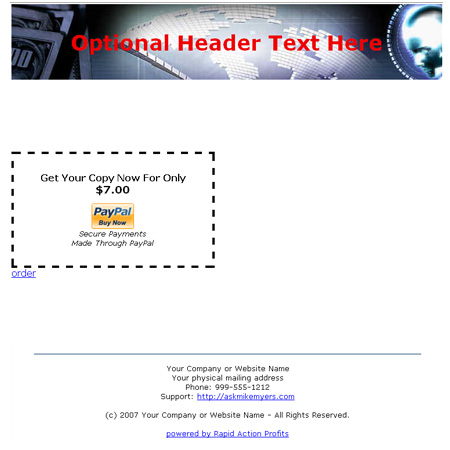 Optional Header Text Here
Get Your Copy Now For Only
$7.00
PayPal
Buy Now
Secure Payments
Made Through PayPal
order
Your Company or Website Name
Your physical mailing address
Phone: 999-555-1212
Support: http://askmikemyers.com
(c) 2007 Your Company or Website Name - All Rights Reserved.
powered by Rapid Action Profits